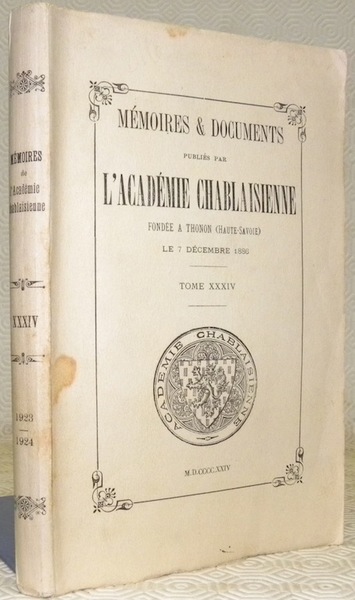 MÉMOIRES & DOCUMENTS
PUBLIÉS PAR
L'ACADÉMIE CHABLAISIENNE
FONDÉE A THONON (HAUTE-SAVOIE)
LE 7 DÉCEMBRE 1886
TOME XXXIV
ACADEMIE CHABLAISIENNE
M.D.CCCC.XXIV
MÉMOIRES
de
l'Académie
Chablaisienne
XXXIV
1923
1924